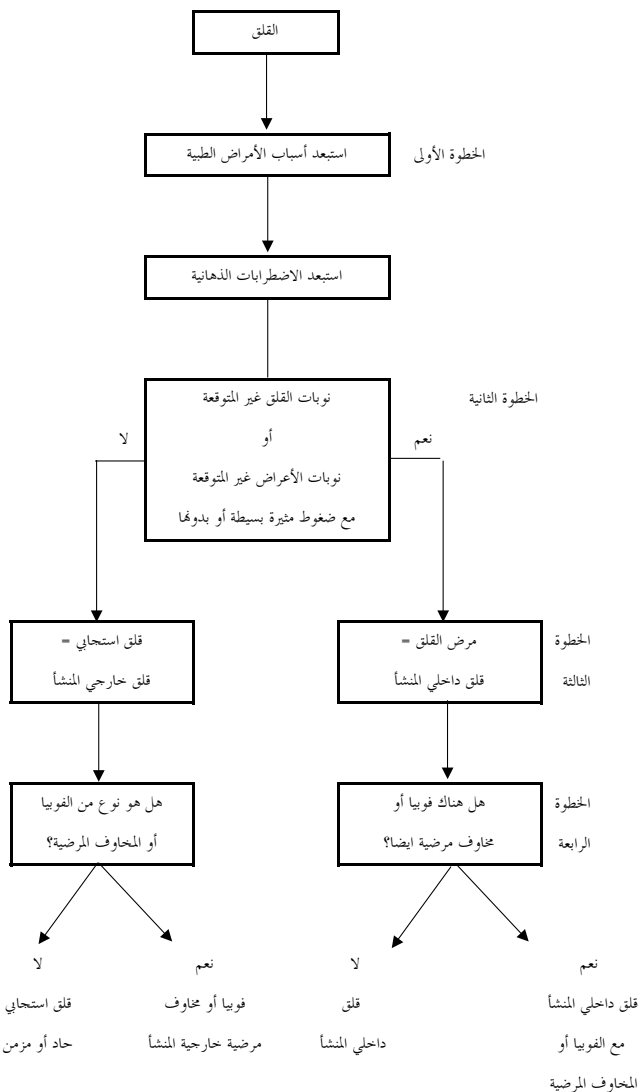 القلق
الخطوة الأولى
استبعد أسباب الأمراض الطبية
استبعد الاضطرابات الذهانية
الخطوة الثانية
نوبات القلق غير المتوقعة
أو
نوبات الأعراض غير المتوقعة
مع ضغوط مثيرة بسيطة أو بدونها
نعم
لا
الخطوة
الثالثة
مرض القلق =
قلق داخلي المنشأ
قلق استجابي =
قلق خارجي المنشأ
الخطوة
الرابعة
هل هناك فوبيا أو
مخاوف مرضية ايضا؟
هل هو نوع من الفوبيا
أو المخاوف المرضية؟
نعم
قلق داخلي المنشأ
مع الفوبيا أو
المخاوف المرضية
لا
قلق
داخلي المنشأ
نعم
فوبيا أو مخاوف
مرضية خارجية المنشأ
لا
قلق استجابي
حاد أو مزمن